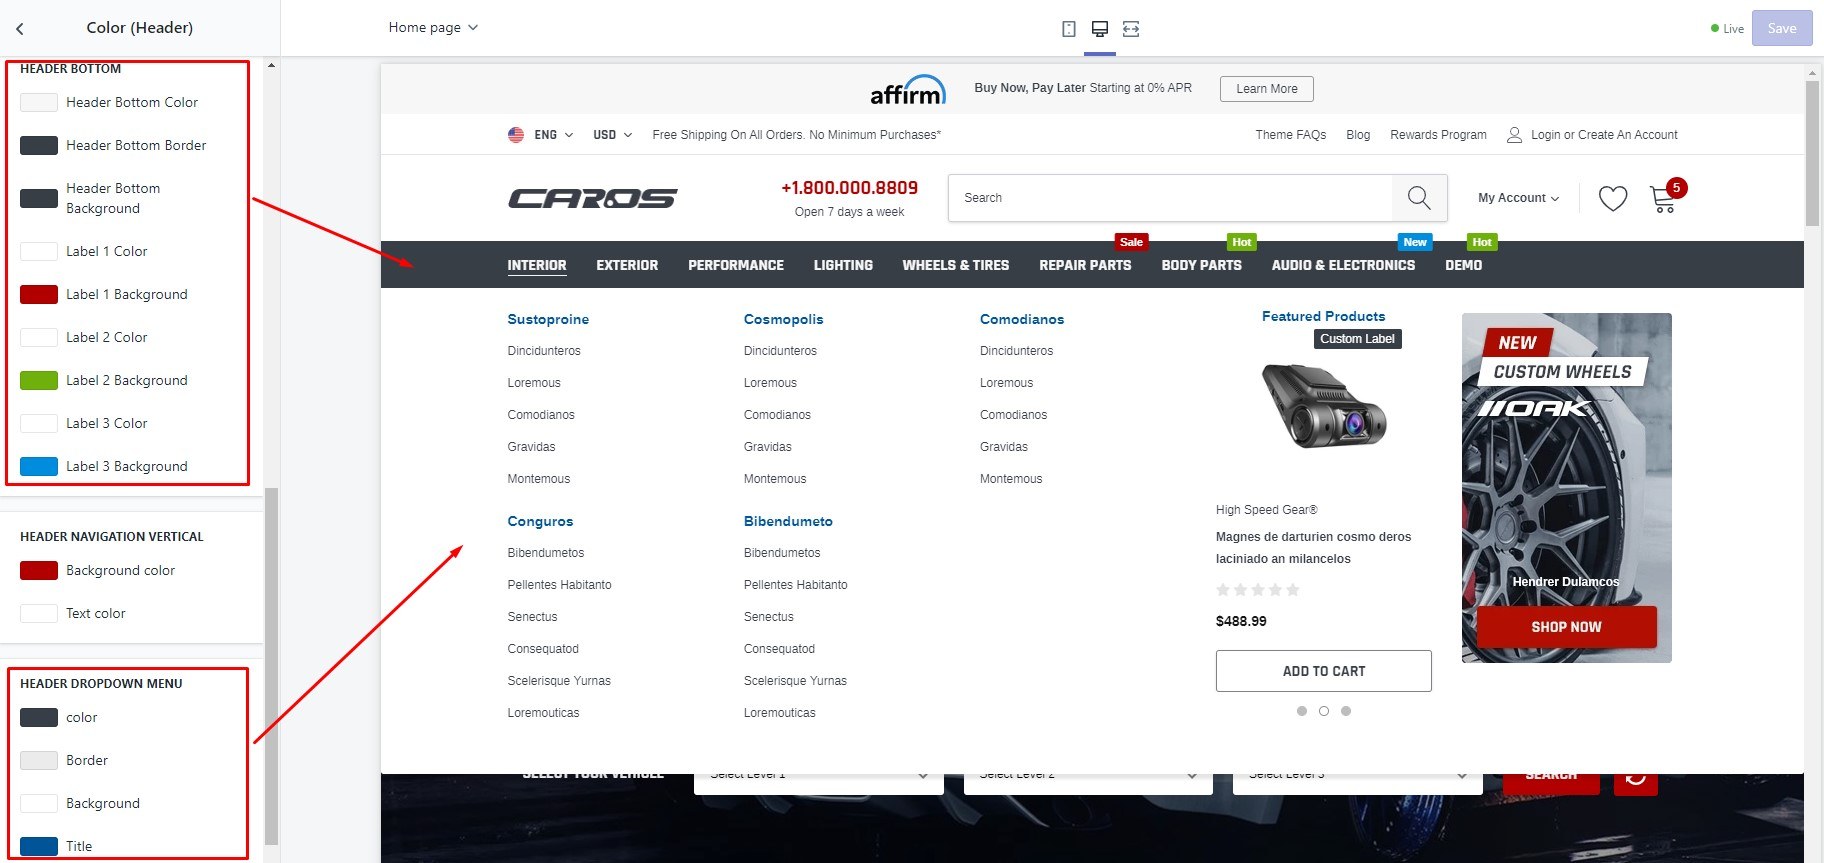 Color (Header)
Home page
Live
Save
HEADER BOTTOM
Header Bottom Color
Header Bottom Border
Header Bottom
Background
Label 1 Color
Label 1 Background
Label 2 Color
Label 2 Background
Label 3 Color
Label 3 Background
HEADER NAVIGATION VERTICAL
Background color
Text color
HEADER DROPDOWN MENU
color
Border
Background
Title
affirm
Buy Now, Pay Later Starting at 0% APR
Learn More
ENG
USD
Free Shipping On All Orders. No Minimum Purchases*
Theme FAQs
Blog
Rewards Program
Login or Create An Account
CAROS
+1.800.000.8809
Open 7 days a week
Search
My Account
5
Sale
Hot
New
Hot
INTERIOR
EXTERIOR
PERFORMANCE
LIGHTING
WHEELS & TIRES
REPAIR PARTS
BODY PARTS
AUDIO & ELECTRONICS
DEMO
Sustoproine
Dincidunteros
Loremous
Comodianos
Gravidas
Montemous
Cosmopolis
Dincidunteros
Loremous
Comodianos
Gravidas
Montemous
Comodianos
Dincidunteros
Loremous
Comodianos
Gravidas
Montemous
Conguros
Bibendumetos
Pellentes Habitanto
Senectus
Consequatod
Scelerisque Yurnas
Loremouticas
Bibendumeto
Bibendumetos
Pellentes Habitanto
Senectus
Consequatod
Scelerisque Yurnas
Loremouticas
Featured Products
Custom Label
High Speed Gear®
Magnes de darturien cosmo deros
laciniado an milancelos
$488.99
ADD TO CART
NEW
CUSTOM WHEELS
OAK
Hendrer Dulamcos
SHOP NOW
SELECT YOUR VEHICLE
Select Level 1
Select Level 2
Select Level 3
SEARCH